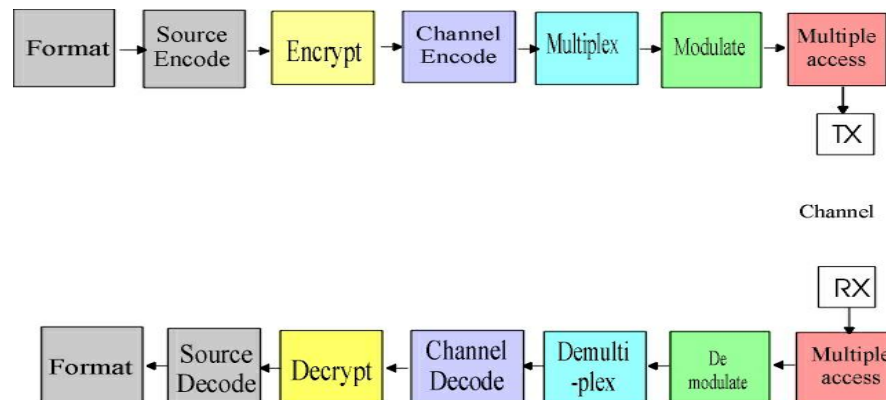 Format
Source
Encode
Encrypt
Channel
Encode
Multiplex
Modulate
Multiple
access
TX
Channel
RX
Format
Source
Decode
Decrypt
Channel
Decode
Demulti
-plex
De
modulate
Multiple
access